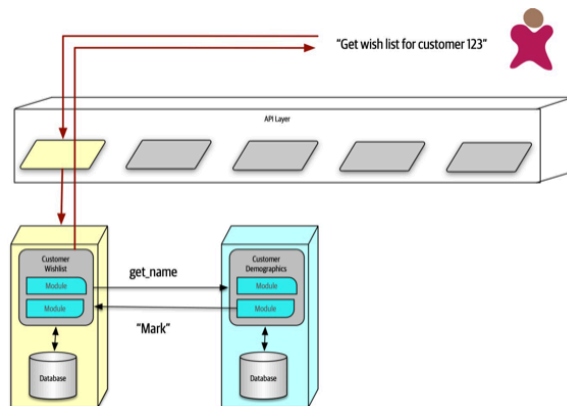 “Get wish list for customer 123”
API Layer
Customer
Wishlist
Module
Module
Database
get_name
“Mark”
Customer
Demographics
Module
Module
Database